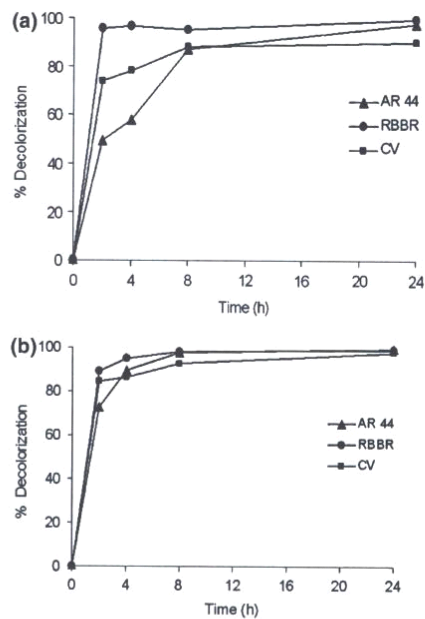 (a) 100
80
60
40
20
0
% Decolorization
AR 44
RBBR
CV
0 4 8 12 16 20 24
Time (h)
(b) 100
80
60
40
20
0
% Decolorization
AR 44
RBBR
CV
0 4 8 12 16 20 24
Time (h)